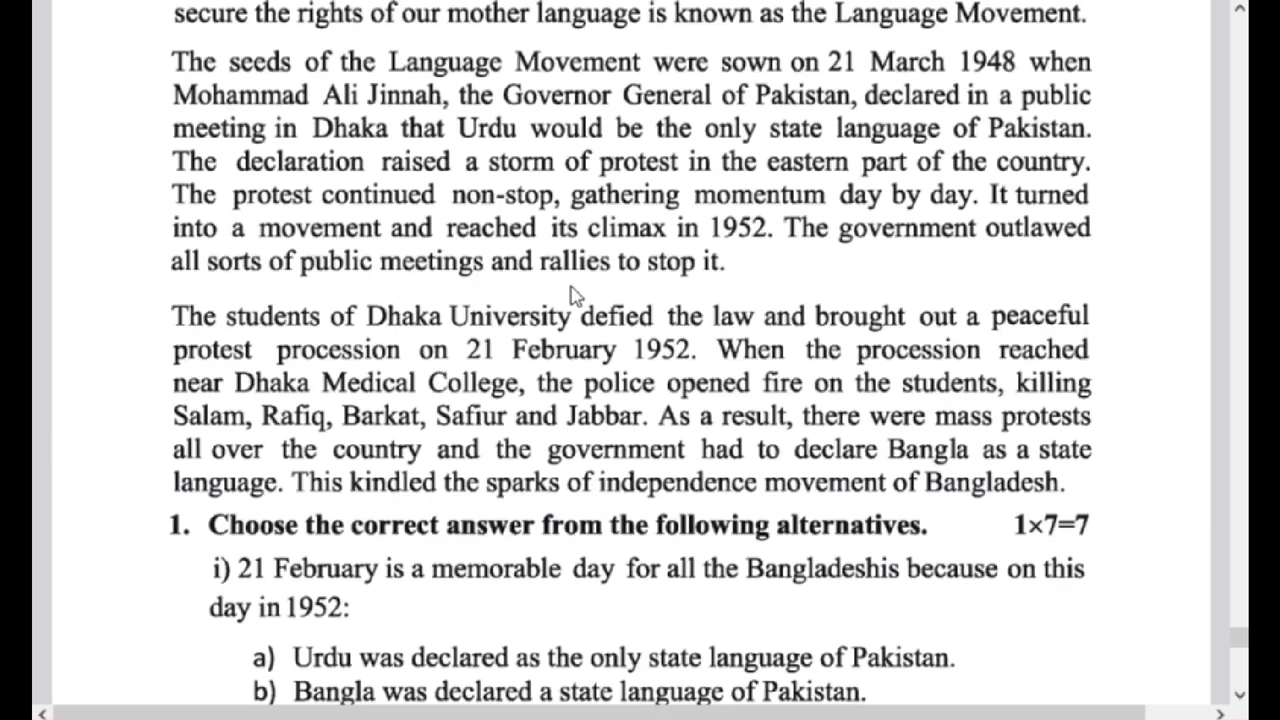 secure the rights of our mother language is known as the Language Movement.
The seeds of the Language Movement were sown on 21 March 1948 when
Mohammad Ali Jinnah, the Governor General of Pakistan, declared in a public
meeting in Dhaka that Urdu would be the only state language of Pakistan.
The declaration raised a storm of protest in the eastern part of the country.
The protest continued non-stop, gathering momentum day by day. It turned
into a movement and reached its climax in 1952. The government outlawed
all sorts of public meetings and rallies to stop it.
The students of Dhaka University defied the law and brought out a peaceful
protest procession on 21 February 1952. When the procession reached
near Dhaka Medical College, the police opened fire on the students, killing
Salam, Rafiq, Barkat, Safiur and Jabbar. As a result, there were mass protests
all over the country and the government had to declare Bangla as a state
language. This kindled the sparks of independence movement of Bangladesh.
1. Choose the correct answer from the following alternatives. 1×7=7
i) 21 February is a memorable day for all the Bangladeshis because on this
day in 1952:
a) Urdu was declared as the only state language of Pakistan.
b) Bangla was declared a state language of Pakistan.